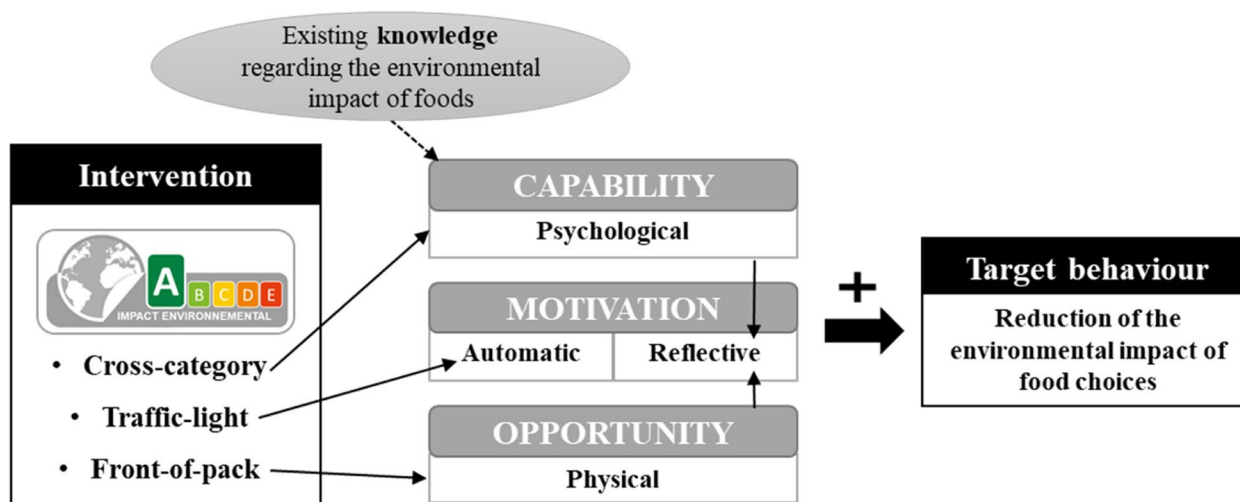 Existing knowledge
regarding the environmental
impact of foods
Intervention
A
B C D E
IMPACT ENVIRONNEMENTAL
• Cross-category
• Traffic-light
• Front-of-pack
CAPABILITY
Psychological
MOTIVATION
Automatic Reflective
OPPORTUNITY
Physical
+
Target behaviour
Reduction of the
environmental impact of
food choices